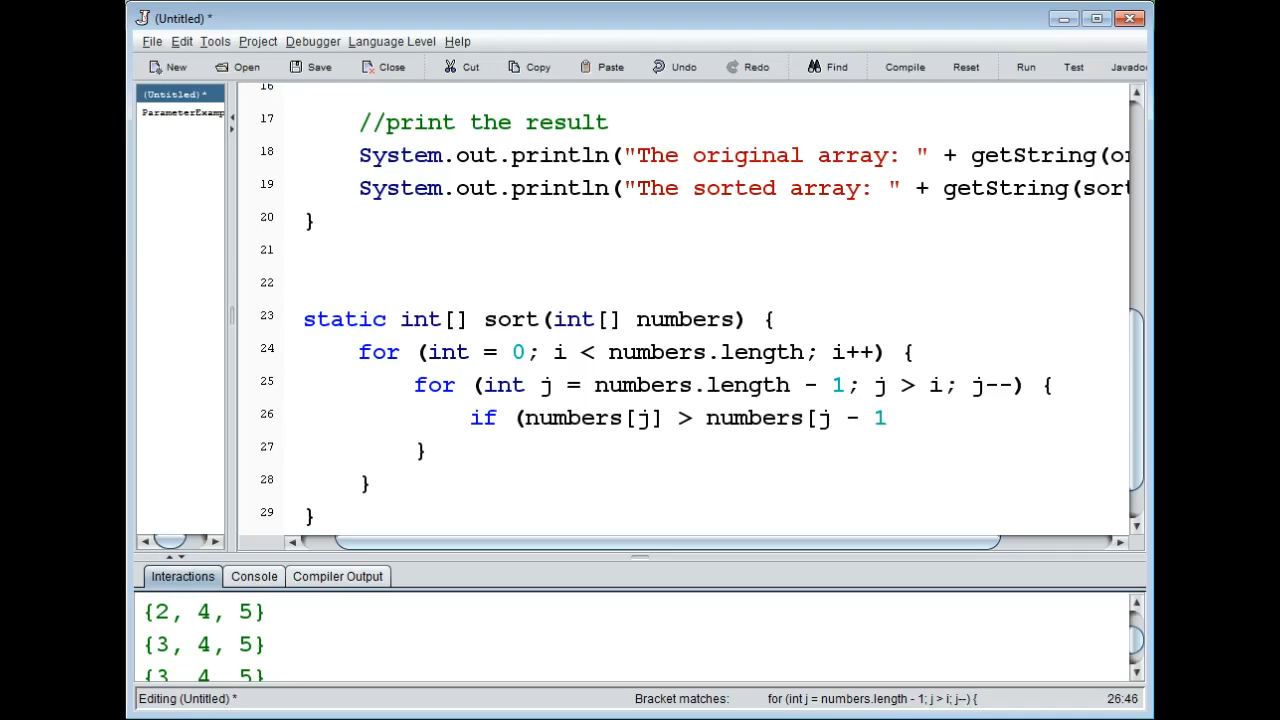 (Untitled) *
File Edit Tools Project Debugger Language Level Help
New Open Save Close Cut Copy Paste Undo Redo Find Compile Reset Run Test Javadoc
(Untitled) *
ParameterExamp
16
17 //print the result
18 System.out.println("The original array: " + getString(or
19 System.out.println("The sorted array: " + getString(sort
20 }
21
22
23 static int[] sort(int[] numbers) {
24 for (int = 0; i < numbers.length; i++) {
25 for (int j = numbers.length - 1; j > i; j--) {
26 if (numbers[j] > numbers[j - 1
27 }
28 }
29 }
Interactions Console Compiler Output
{2, 4, 5}
{3, 4, 5}
{3, 4, 5}
Editing (Untitled) * Bracket matches: for (int j = numbers.length - 1; j > i; j--) { 26:46